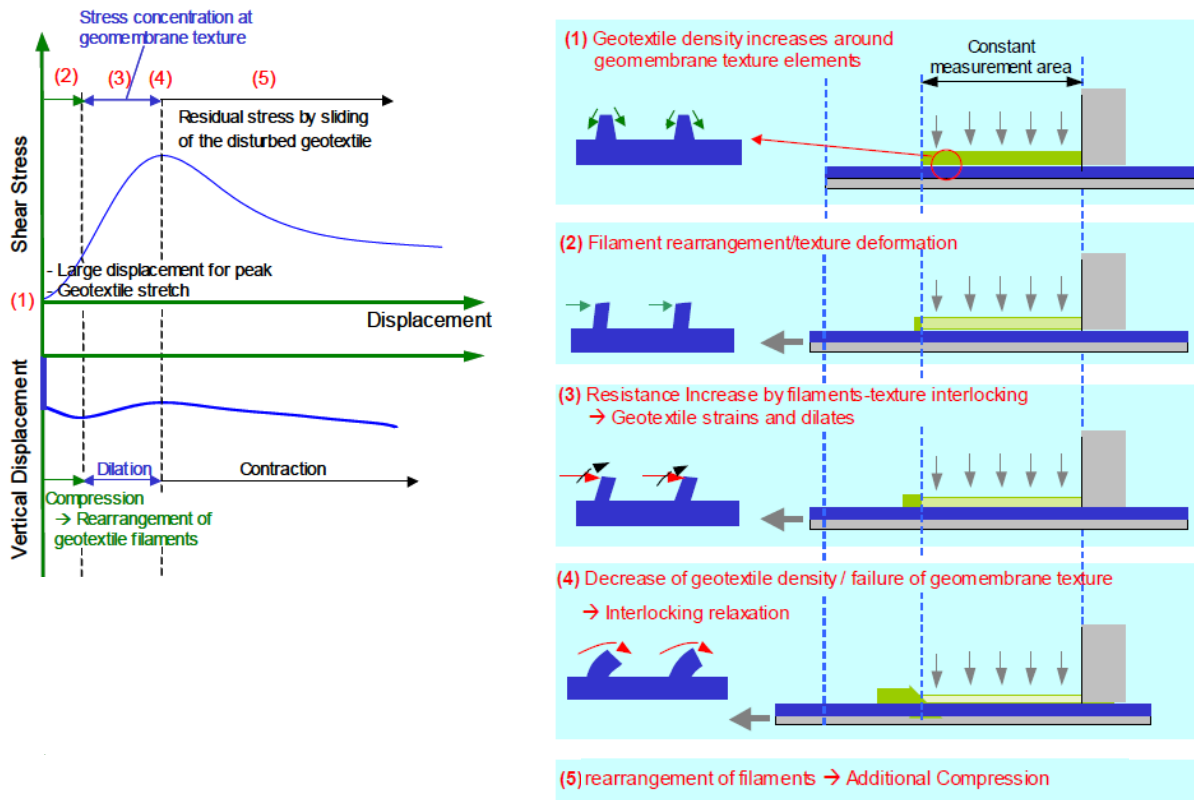 Stress concentration at
geomembrane texture
(2)
(3)
(4)
(5)
Residual stress by sliding
of the disturbed geotextile
Shear Stress
- Large displacement for peak
- Geotextile stretch
(1)
Displacement
Vertical Displacement
Dilation
Contraction
Compression
→ Rearrangement of
geotextile filaments
(1) Geotextile density increases around
geomembrane texture elements
Constant
measurement area
(2) Filament rearrangement/texture deformation
(3) Resistance Increase by filaments-texture interlocking
→ Geotextile strains and dilates
(4) Decrease of geotextile density / failure of geomembrane texture
→ Interlocking relaxation
(5) rearrangement of filaments → Additional Compression